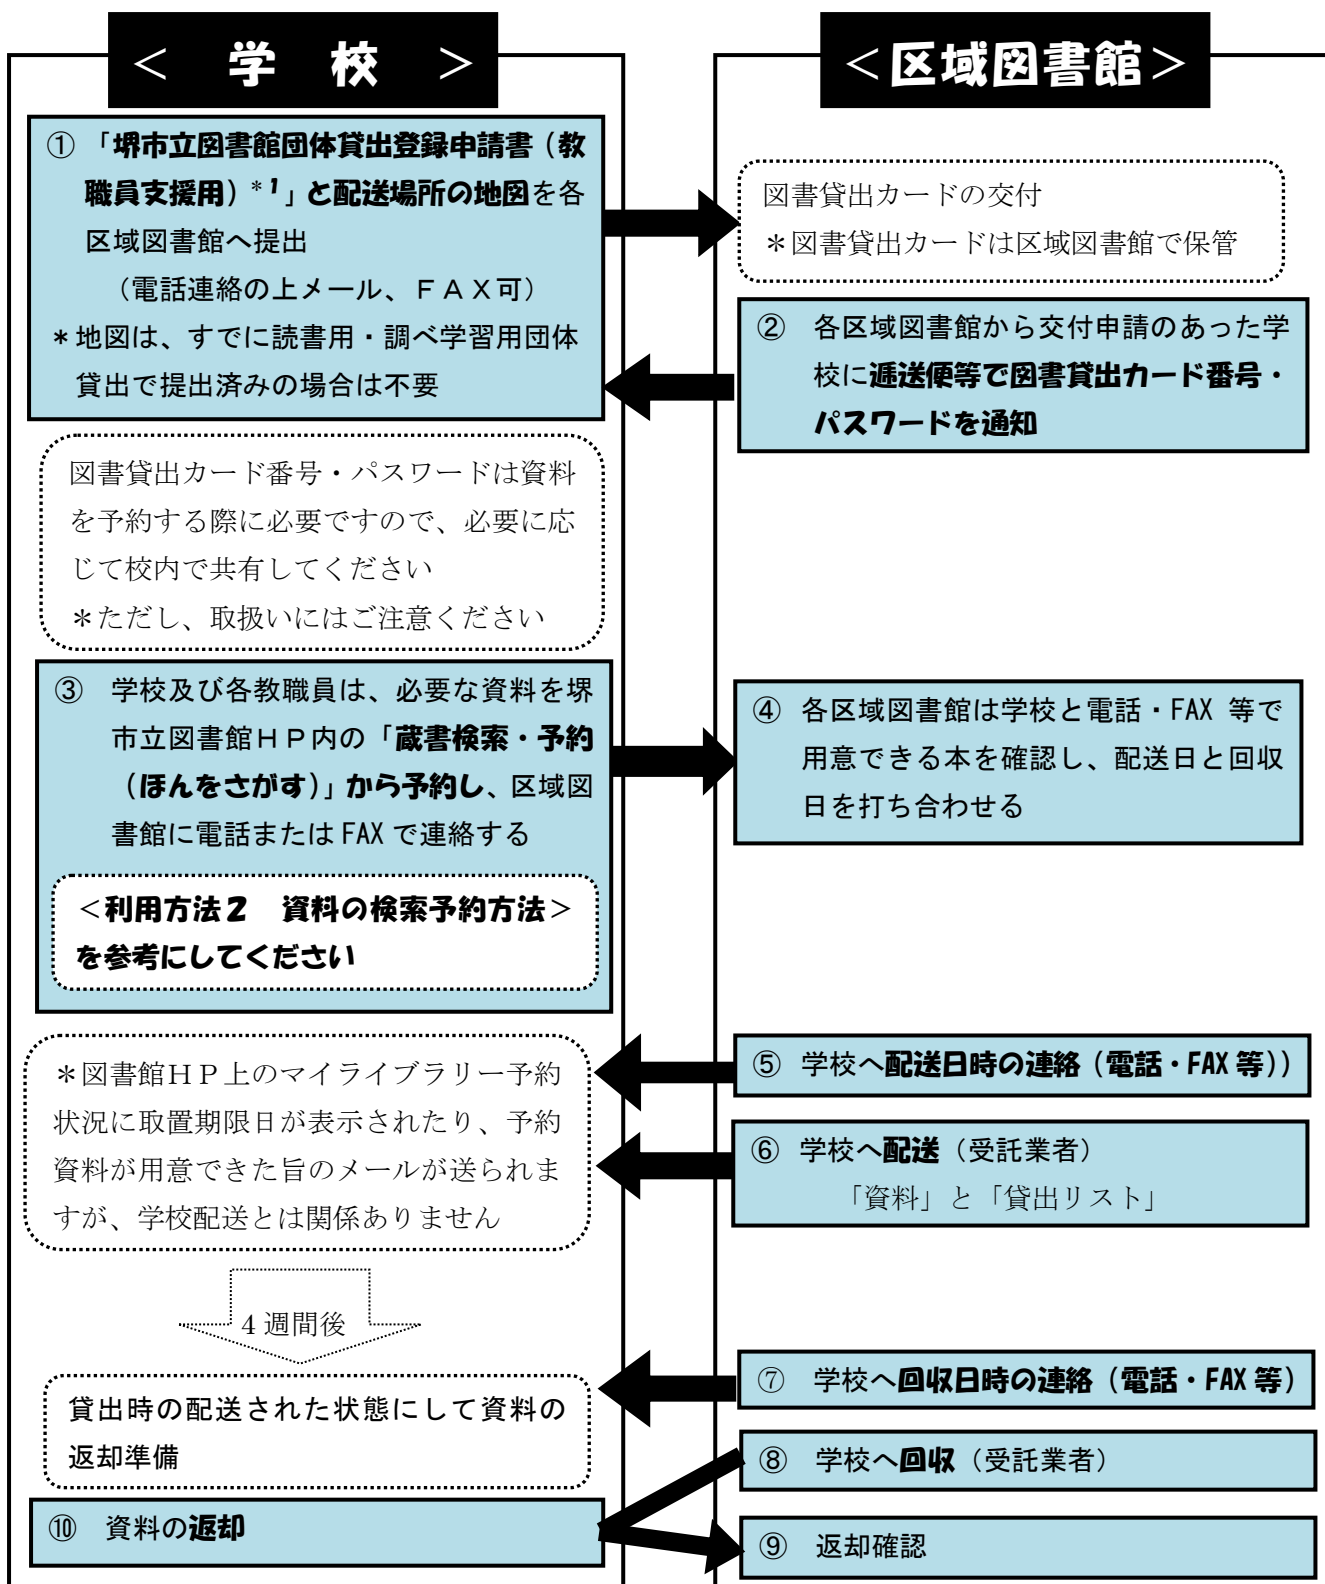 ＜　学　校　＞
①　「堺市立図書館団体貸出登録申請書（教
職員支援用）＊1」と配送場所の地図を各
区域図書館へ提出
（電話連絡の上メール、ＦＡＸ可）
＊地図は、すでに読書用・調べ学習用団体
貸出で提出済みの場合は不要
図書貸出カード番号・パスワードは資料
を予約する際に必要ですので、必要に応
じて校内で共有してください
＊ただし、取扱いにはご注意ください
③　学校及び各教職員は、必要な資料を堺
市立図書館ＨＰ内の「蔵書検索・予約
（ほんをさがす）」から予約し、区域図
書館に電話または FAX で連絡する
＜利用方法２　資料の検索予約方法＞
を参考にしてください
＊図書館ＨＰ上のマイライブラリー予約
状況に取置期限日が表示されたり、予約
資料が用意できた旨のメールが送られま
すが、学校配送とは関係ありません
４週間後
貸出時の配送された状態にして資料の
返却準備
⑩　資料の返却
＜区域図書館＞
図書貸出カードの交付
＊図書貸出カードは区域図書館で保管
②　各区域図書館から交付申請のあった学
校に逓送便等で図書貸出カード番号・
パスワードを通知
④　各区域図書館は学校と電話・FAX 等で
用意できる本を確認し、配送日と回収
日を打ち合わせる
⑤　学校へ配送日時の連絡（電話・FAX 等））
⑥　学校へ配送（受託業者）
「資料」と「貸出リスト」
⑦　学校へ回収日時の連絡（電話・FAX 等）
⑧　学校へ回収（受託業者）
⑨　返却確認